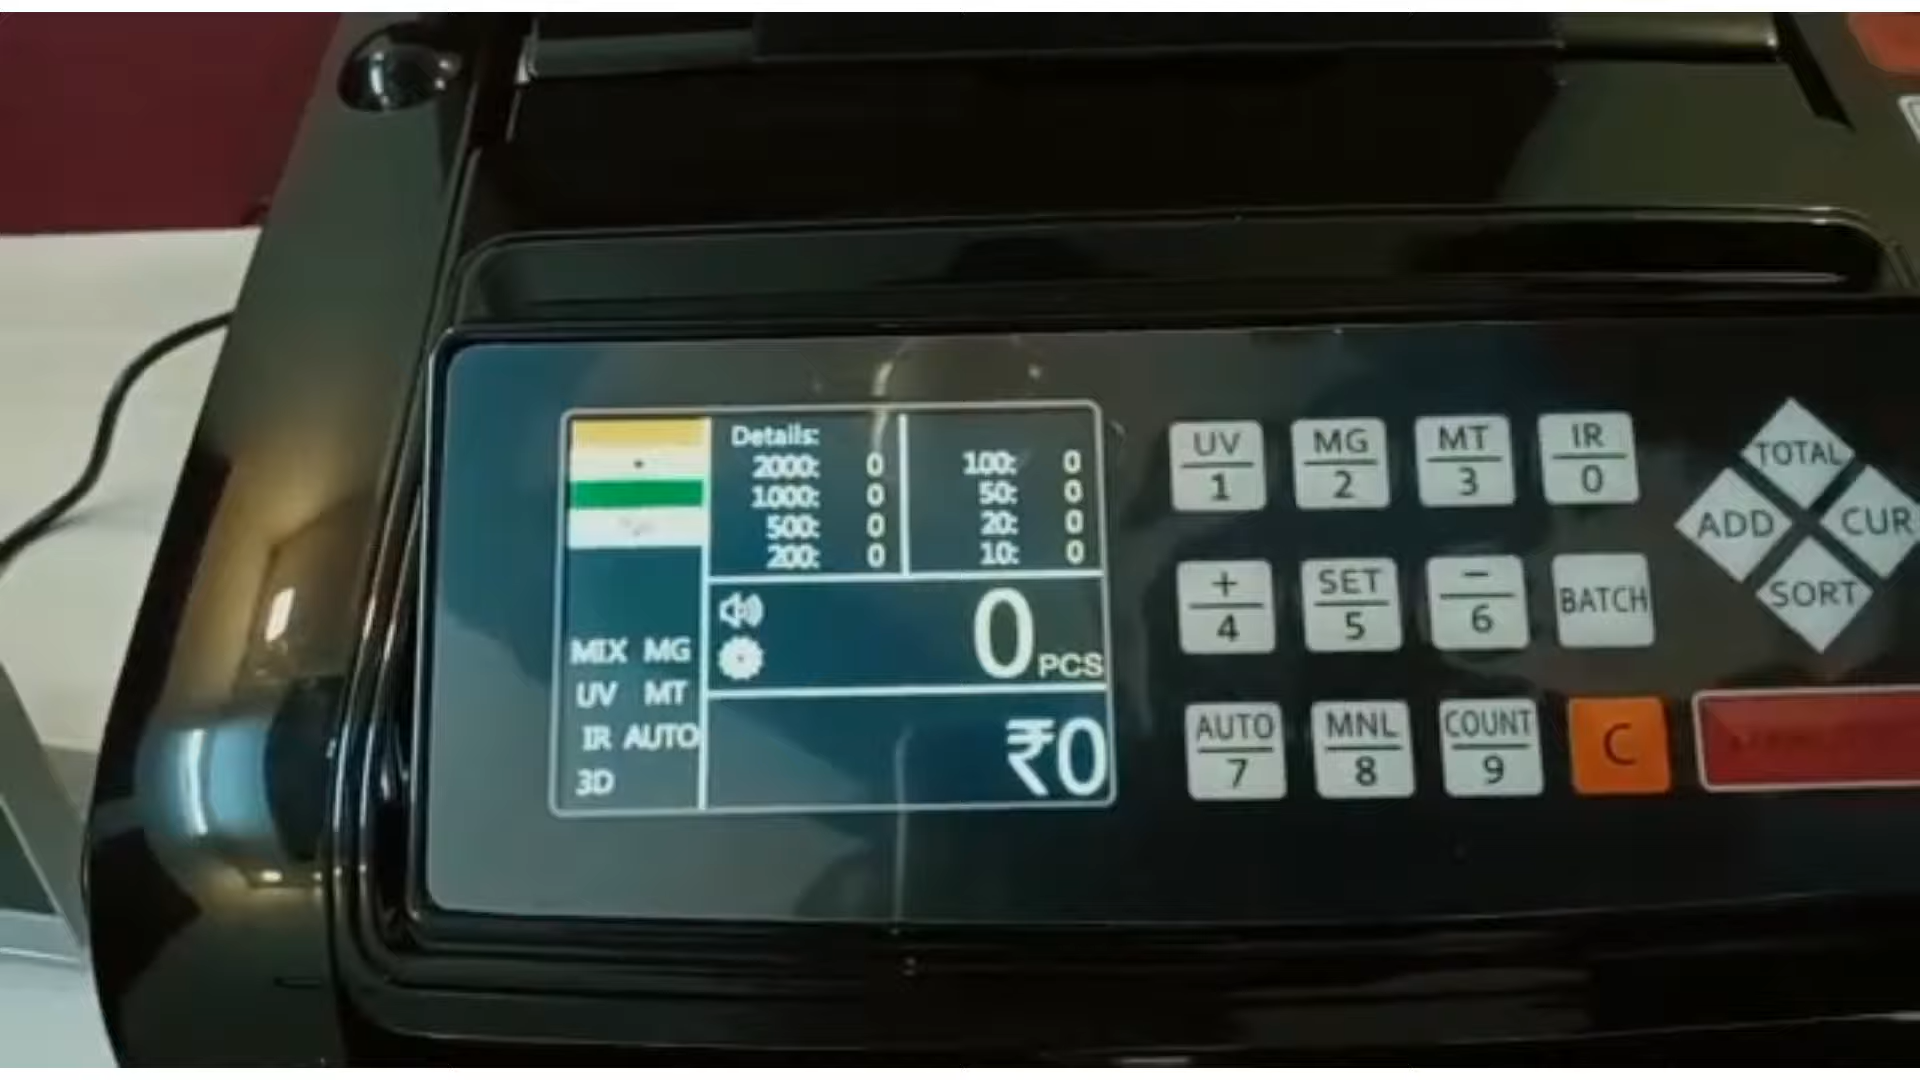 Details:
2000: 0
1000: 0
500: 0
200: 0
100: 0
50: 0
20: 0
10: 0
0 PCS
MIX MG
UV MT
IR AUTO
3D
₹0
UV 1
MG 2
MT 3
IR 0
+ 4
SET 5
− 6
BATCH
AUTO 7
MNL 8
COUNT 9
C
TOTAL
ADD
CUR
SORT